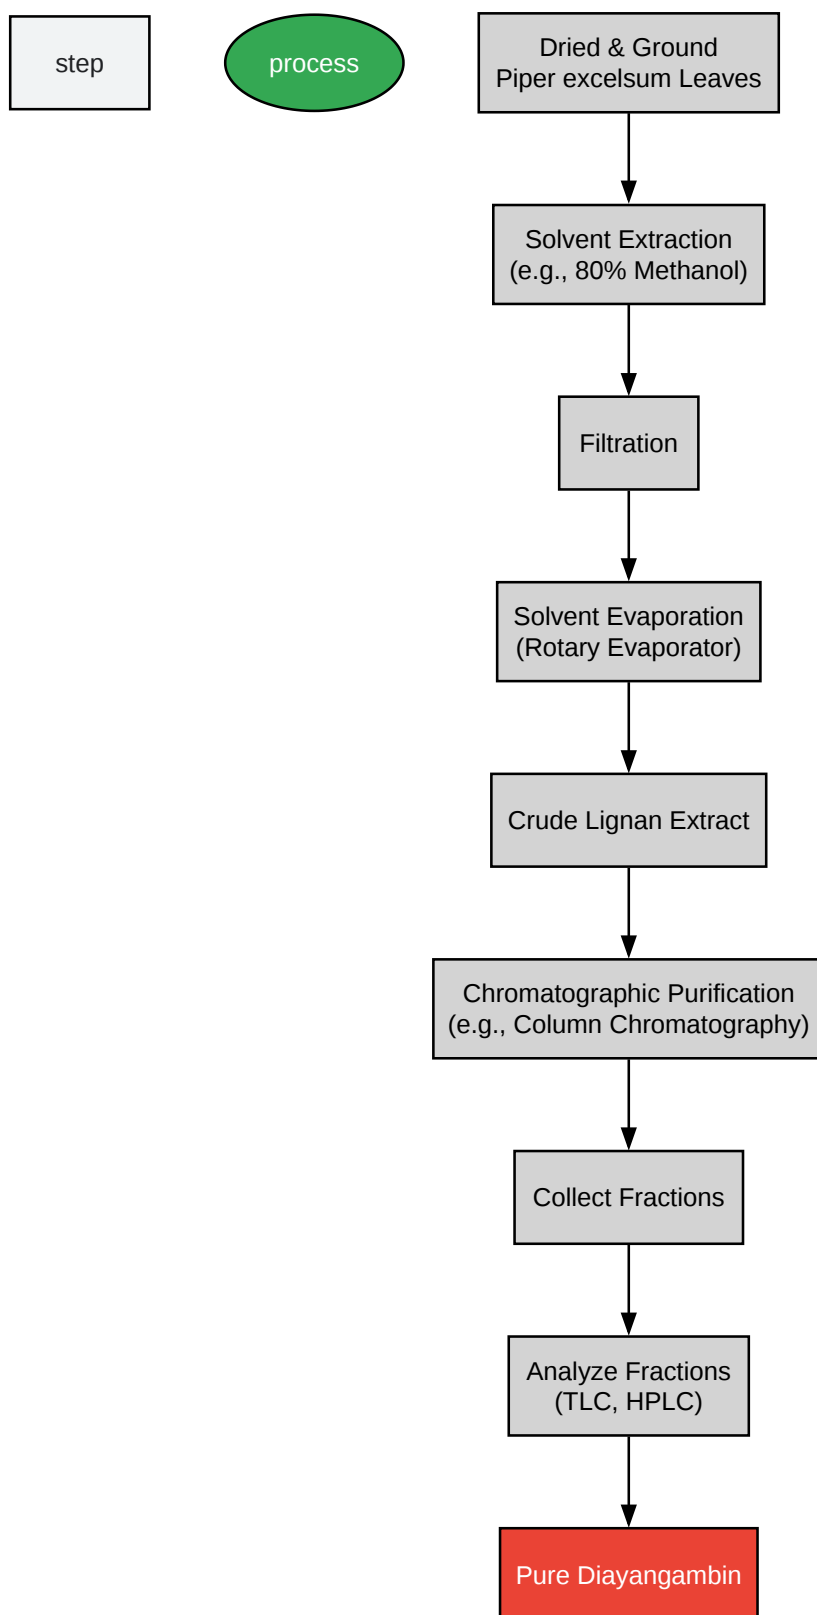 step
process
Dried & Ground
Piper excelsum Leaves
Solvent Extraction
(e.g., 80% Methanol)
Filtration
Solvent Evaporation
(Rotary Evaporator)
Crude Lignan Extract
Chromatographic Purification
(e.g., Column Chromatography)
Collect Fractions
Analyze Fractions
(TLC, HPLC)
Pure Diayangambin